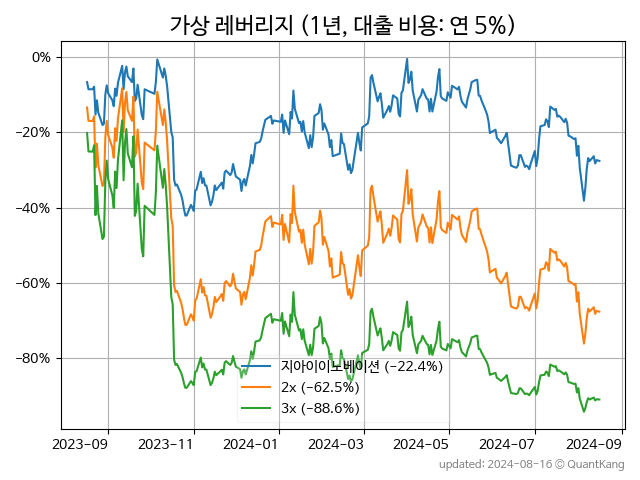 가상 레버리지 (1년, 대출 비용: 연 5%)
0%
−20%
−40%
−60%
−80%
지아이이노베이션 (−22.4%)
2x (−62.5%)
3x (−88.6%)
2023-09 2023-11 2024-01 2024-03 2024-05 2024-07 2024-09
updated: 2024-08-16 © QuantKang